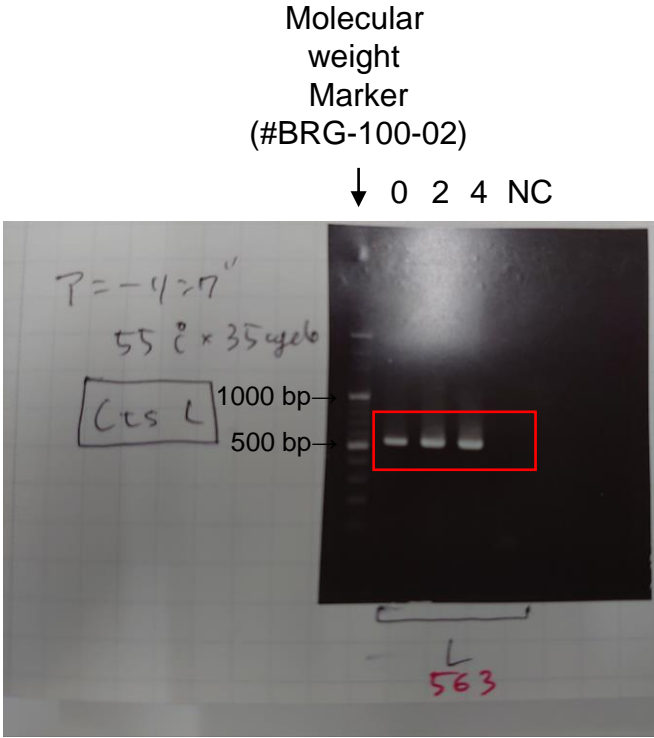 Molecular
weight
Marker
(#BRG-100-02)
↓ 0 2 4 NC
アニーリング
55℃ × 35 cycle
1000 bp→
Cts L
500 bp→
L
563